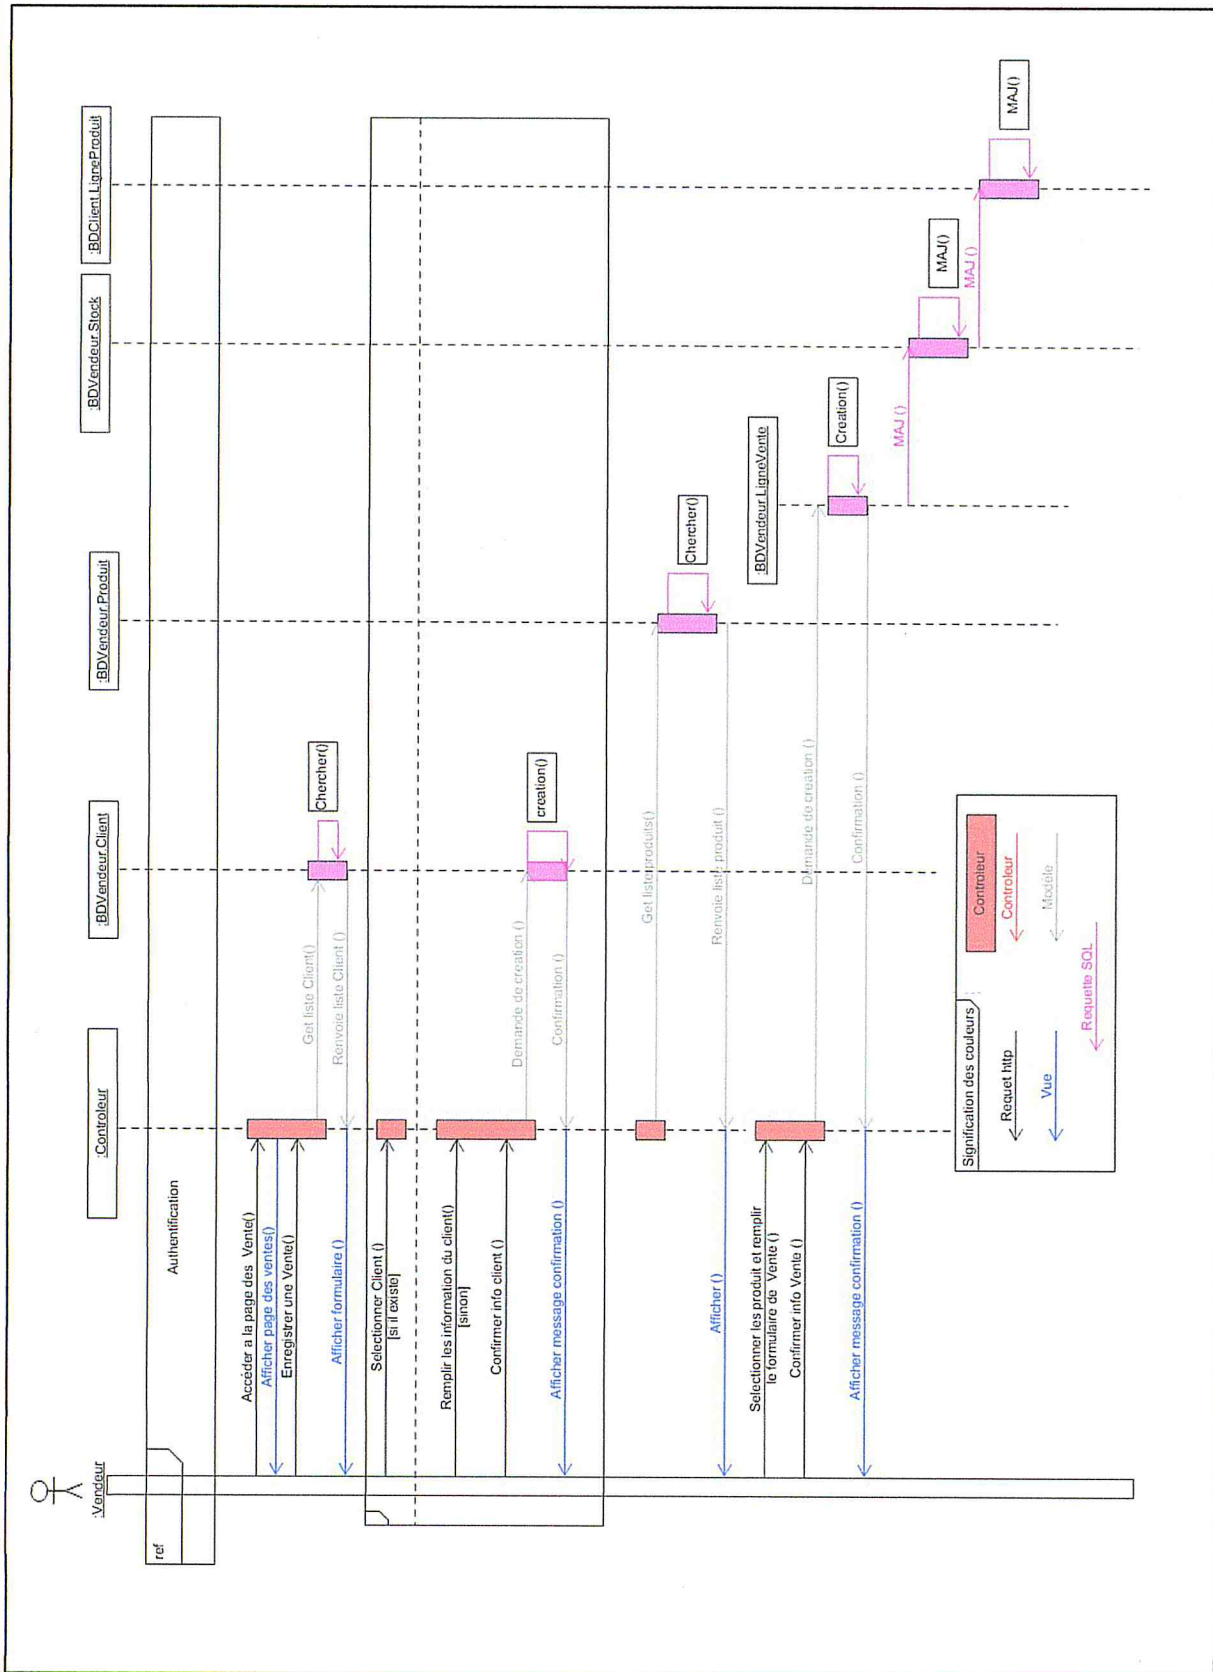 :Vendeur
:Controleur
:BDVendeur.Client
:BDVendeur.Produit
:BDVendeur.Stock
:BDClient.LigneProduit
ref
Authentification
Accéder a la page des Vente()
Afficher page des ventes()
Enregistrer une Vente()
Get liste Client()
Chercher()
Renvoie liste Client ()
Afficher formulaire ()
Selectionner Client ()
[si il existe]
Remplir les information du client()
[sinon]
Confirmer info client ()
Demande de creation ()
creation()
Confirmation ()
Afficher message confirmation ()
Get liste produits()
Chercher()
Renvoie liste produit ()
Afficher ()
:BDVendeur.LigneVente
Selectionner les produit et remplir
le formulaire de Vente ()
Confirmer info Vente ()
Demande de creation ()
Creation()
Confirmation ()
Afficher message confirmation ()
MAJ ()
MAJ()
MAJ ()
MAJ()
Signification des couleurs
Controleur
Requet http
Controleur
Vue
Modèle
Requette SQL